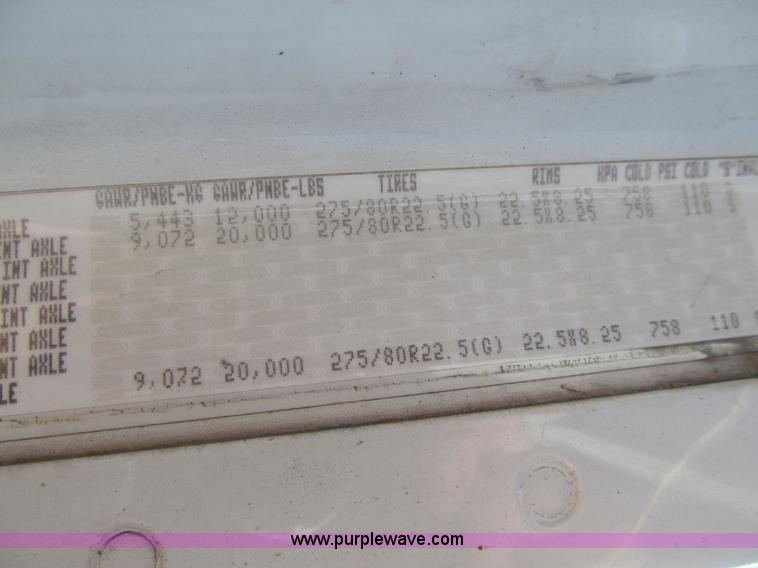 GAWR/PNBE-KG GAWR/PNBE-LBS TIRES RIMS KPA COLD PSI COLD
AXLE 5,443 12,000 275/80R22.5(G) 22.5X8.25 758 110
INT AXLE 9,072 20,000 275/80R22.5(G) 22.5X8.25 758 110
INT AXLE
INT AXLE
INT AXLE
INT AXLE
INT AXLE
9,072 20,000 275/80R22.5(G) 22.5X8.25 758 110
www.purplewave.com